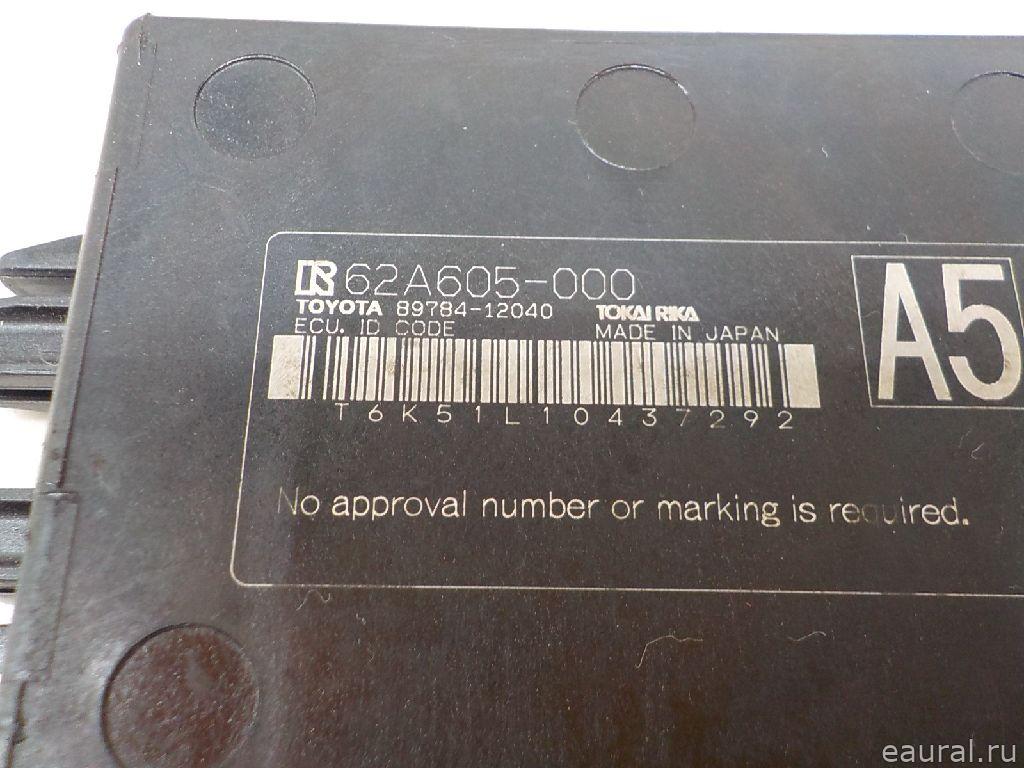 62A605-000
TOYOTA 89784-12040 TOKAI RIKA
ECU. ID CODE MADE IN JAPAN
A5
T6K51L10437292
No approval number or marking is required.
eaural.ru